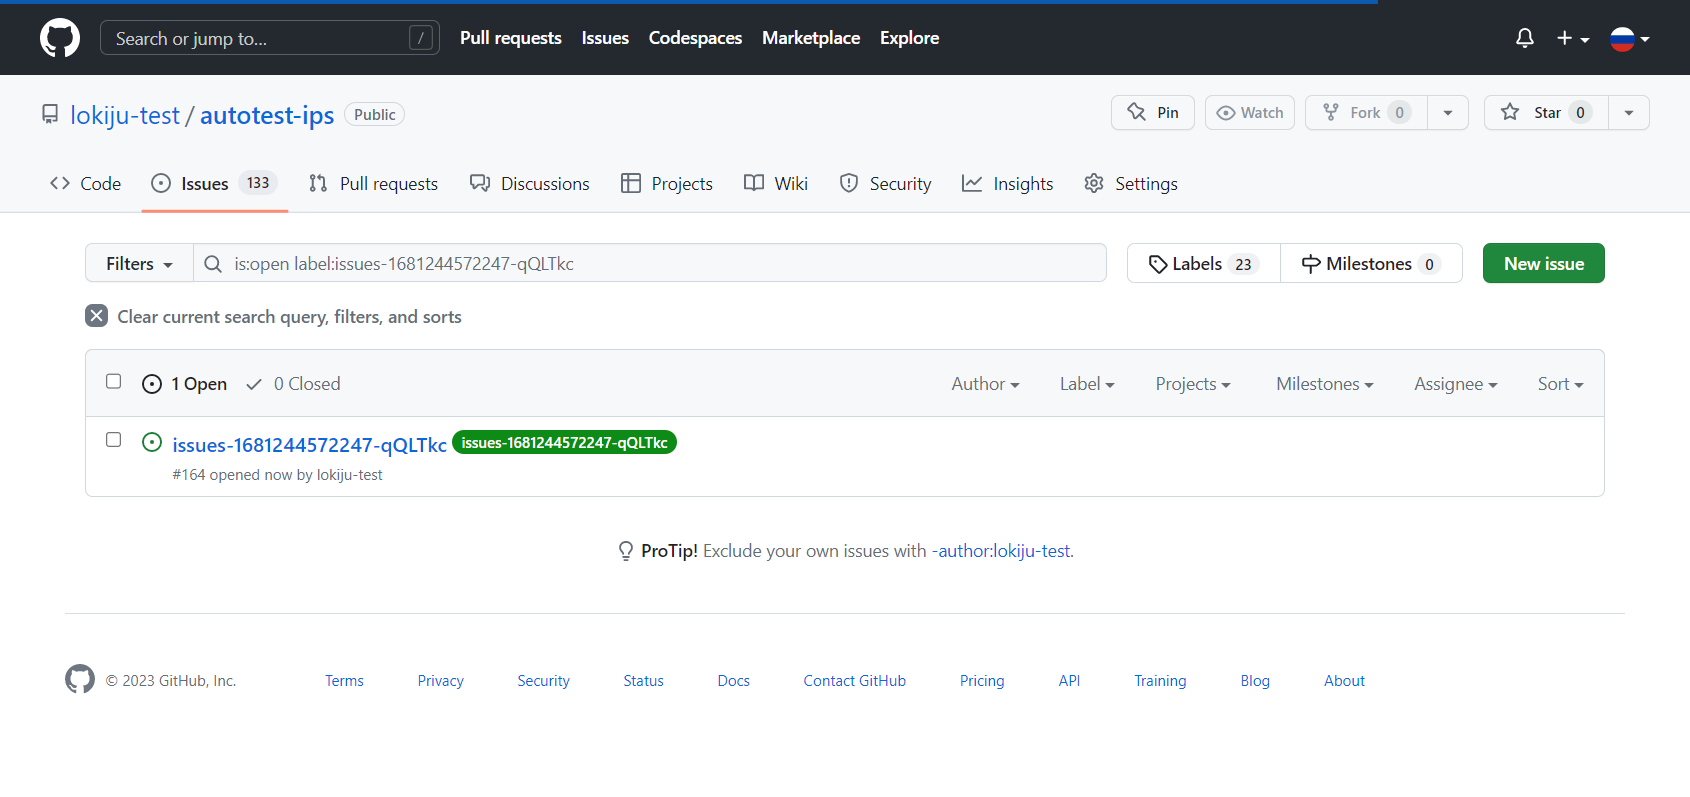 Search or jump to... / Pull requests Issues Codespaces Marketplace Explore
lokiju-test / autotest-ips Public Pin Watch Fork 0 Star 0
Code Issues 133 Pull requests Discussions Projects Wiki Security Insights Settings
Filters is:open label:issues-1681244572247-qQLTkc Labels 23 Milestones 0 New issue
Clear current search query, filters, and sorts
1 Open 0 Closed Author Label Projects Milestones Assignee Sort
issues-1681244572247-qQLTkc issues-1681244572247-qQLTkc
#164 opened now by lokiju-test
ProTip! Exclude your own issues with -author:lokiju-test.
© 2023 GitHub, Inc. Terms Privacy Security Status Docs Contact GitHub Pricing API Training Blog About